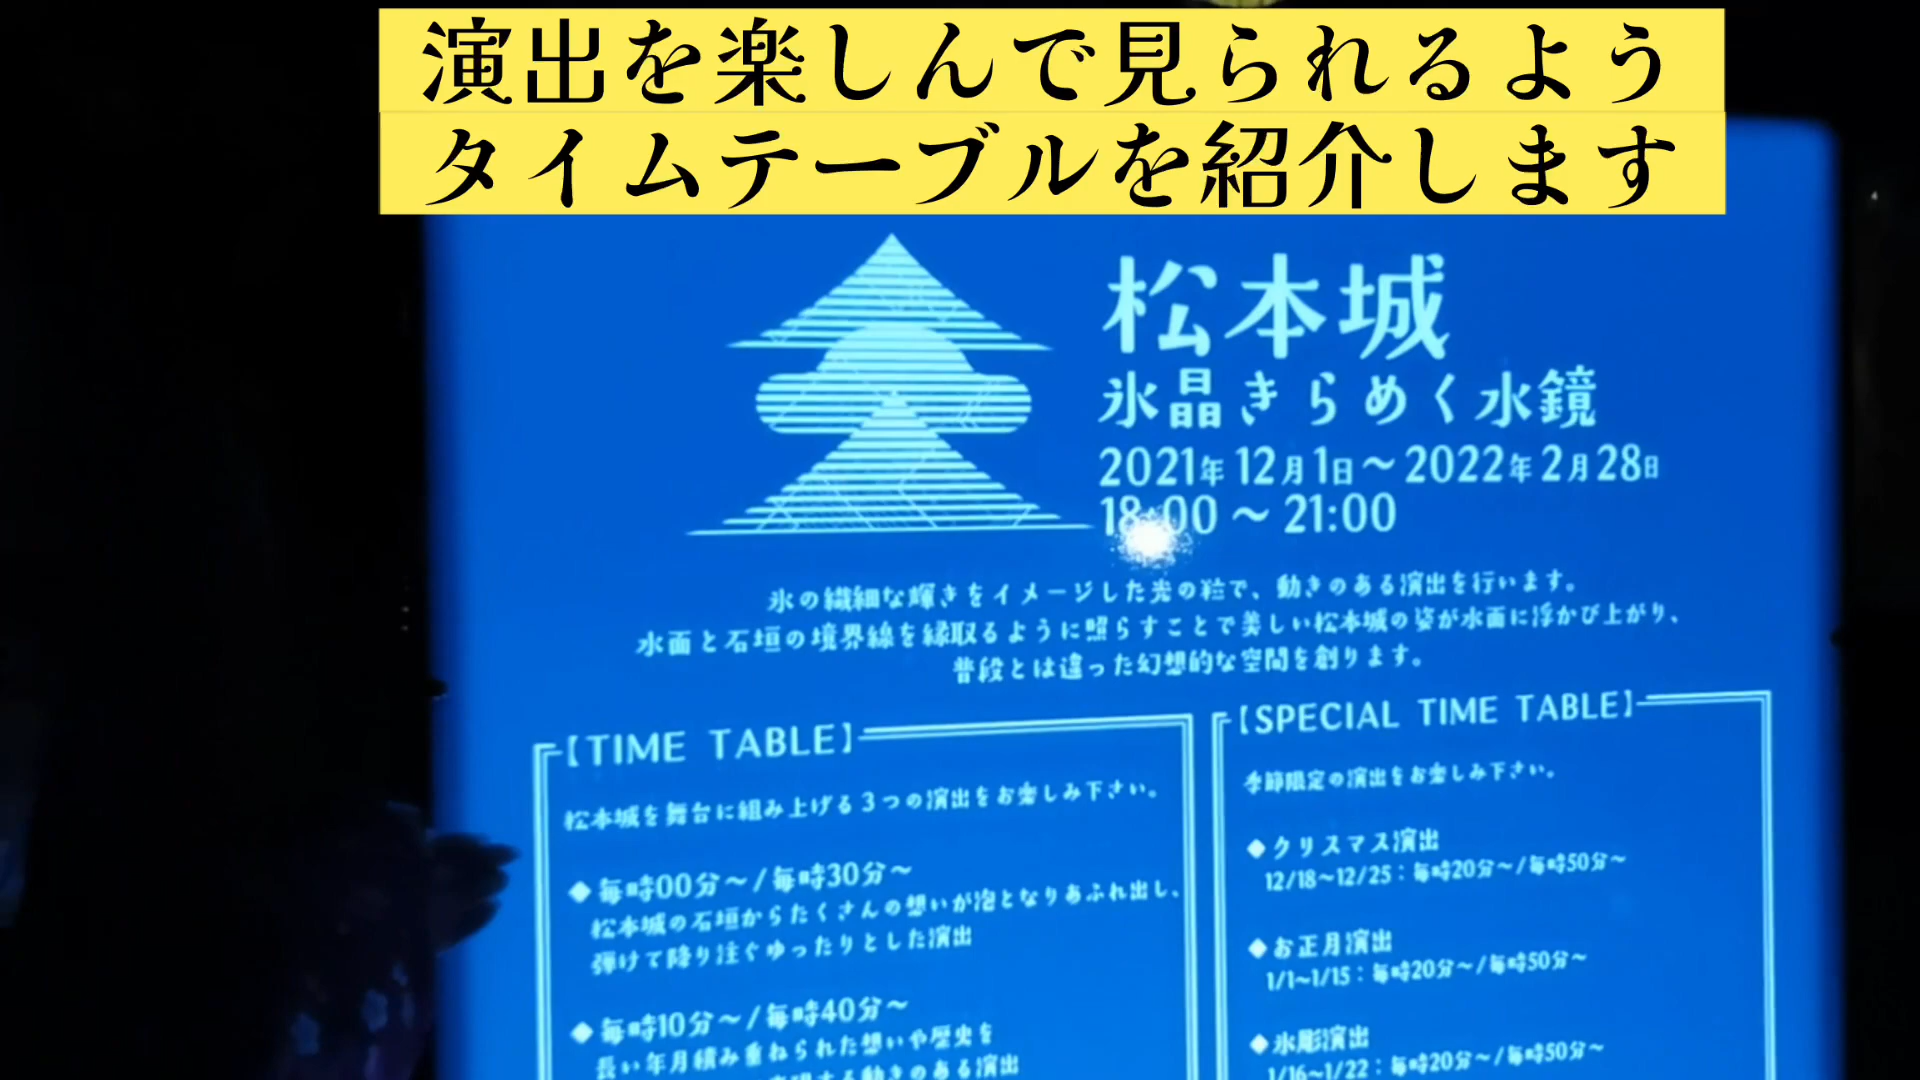 演出を楽しんで見られるよう
タイムテーブルを紹介します
松本城
氷晶きらめく水鏡
2021年12月1日～2022年2月28日
18:00～21:00
氷の繊細な輝きをイメージした光の粒で、動きのある演出を行います。
水面と石垣の境界線を縁取るように照らすことで美しい松本城の姿が水面に浮かび上がり、
普段とは違った幻想的な空間を創ります。
【TIME TABLE】
松本城を舞台に組み上げる3つの演出をお楽しみ下さい。
◆毎時00分～/毎時30分～
松本城の石垣からたくさんの想いが泡となりあふれ出し、
弾けて降り注ぐゆったりとした演出
◆毎時10分～/毎時40分～
長い年月積み重ねられた想いや歴史を
動きのある演出
【SPECIAL TIME TABLE】
季節限定の演出をお楽しみ下さい。
◆クリスマス演出
12/18～12/25：毎時20分～/毎時50分～
◆お正月演出
1/1～1/15：毎時20分～/毎時50分～
◆氷彫演出
1/16～1/22：毎時20分～/毎時50分～